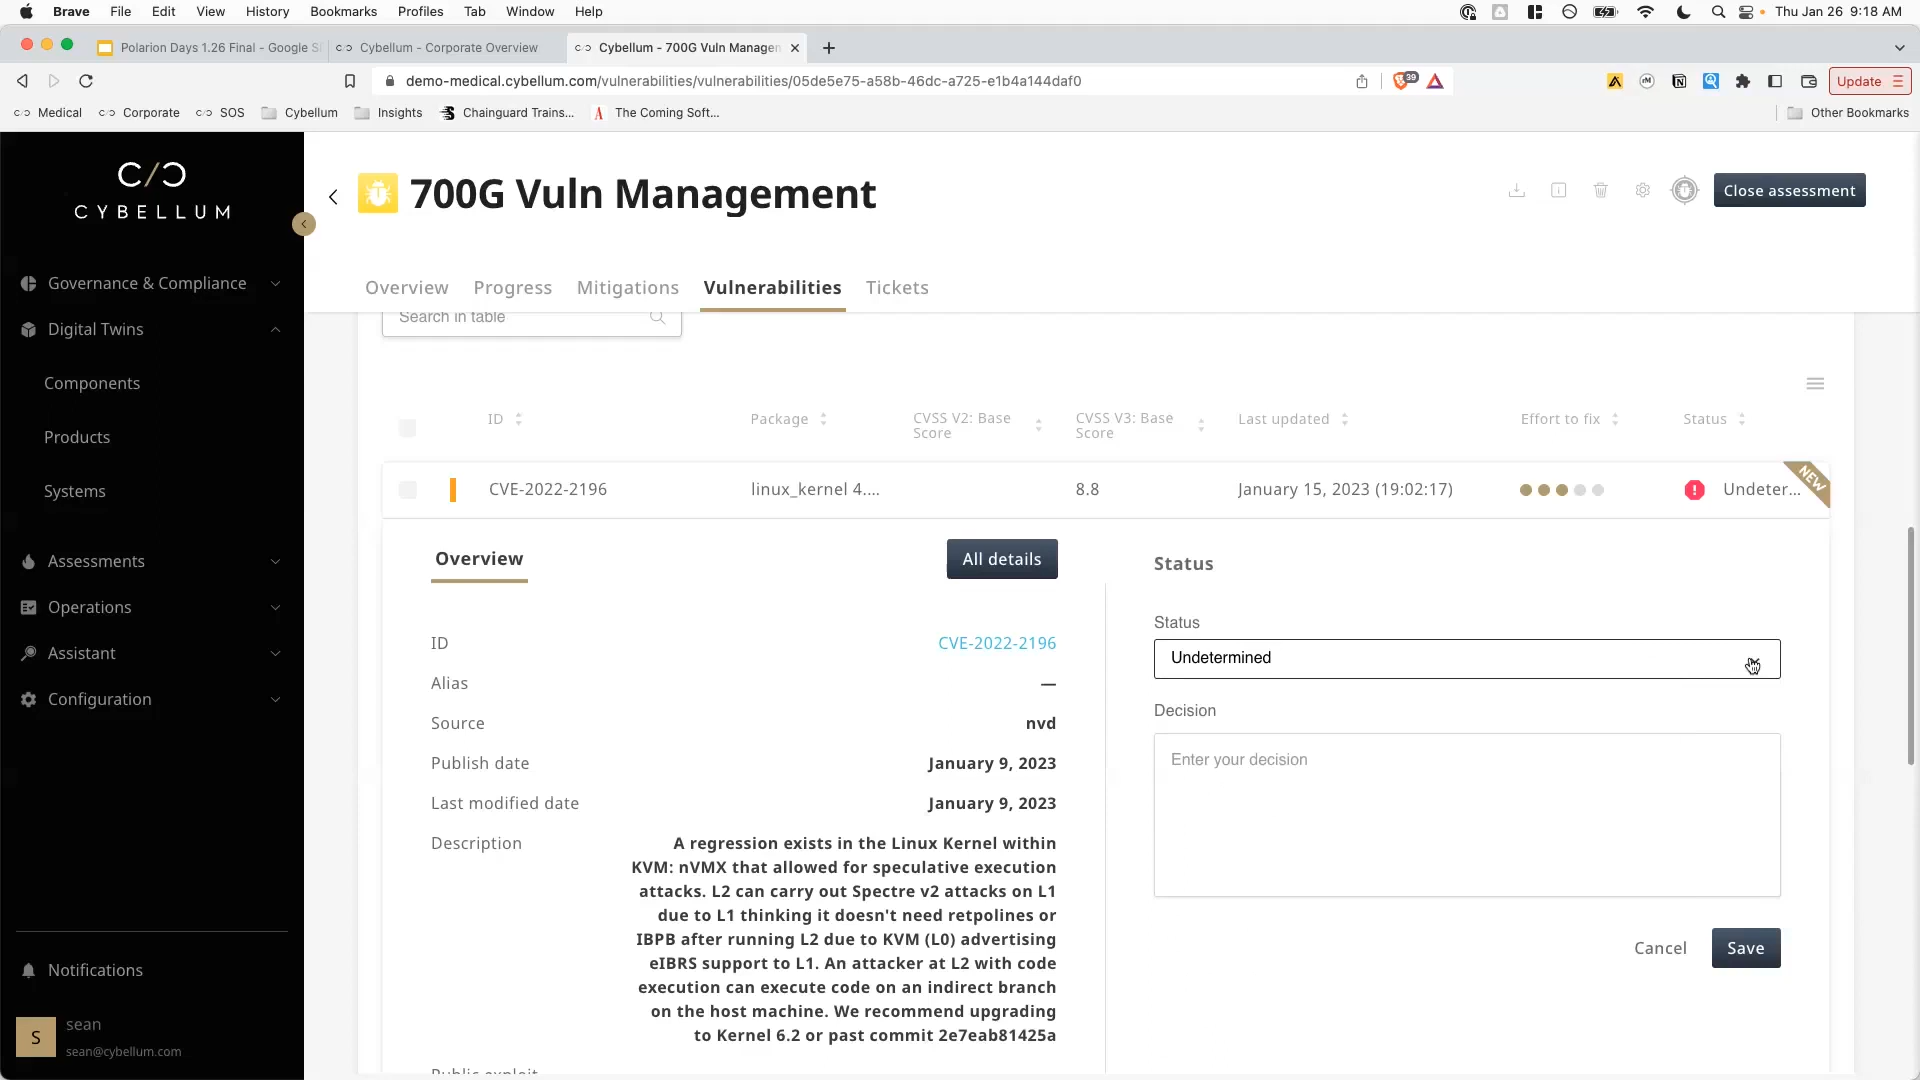 Brave File Edit View History Bookmarks Profiles Tab Window Help
Thu Jan 26 9:18 AM
Polarion Days 1.26 Final - Google S
Cybellum - Corporate Overview
Cybellum - 700G Vuln Managem
demo-medical.cybellum.com/vulnerabilities/vulnerabilities/05de5e75-a58b-46dc-a725-e1b4a144daf0
39
Update
Medical Corporate SOS Cybellum Insights Chainguard Trains... The Coming Soft...
Other Bookmarks
CYBELLUM
Governance & Compliance
Digital Twins
Components
Products
Systems
Assessments
Operations
Assistant
Configuration
Notifications
S
sean
sean@cybellum.com
700G Vuln Management
Close assessment
Overview Progress Mitigations Vulnerabilities Tickets
Search in table
ID
Package
CVSS V2: Base
Score
CVSS V3: Base
Score
Last updated
Effort to fix
Status
CVE-2022-2196
linux_kernel 4....
8.8
January 15, 2023 (19:02:17)
Undeter...
NEW
Overview
All details
ID CVE-2022-2196
Alias —
Source nvd
Publish date January 9, 2023
Last modified date January 9, 2023
Description A regression exists in the Linux Kernel within
KVM: nVMX that allowed for speculative execution
attacks. L2 can carry out Spectre v2 attacks on L1
due to L1 thinking it doesn't need retpolines or
IBPB after running L2 due to KVM (L0) advertising
eIBRS support to L1. An attacker at L2 with code
execution can execute code on an indirect branch
on the host machine. We recommend upgrading
to Kernel 6.2 or past commit 2e7eab81425a
Public exploit
Status
Status
Undetermined
Decision
Enter your decision
Cancel
Save